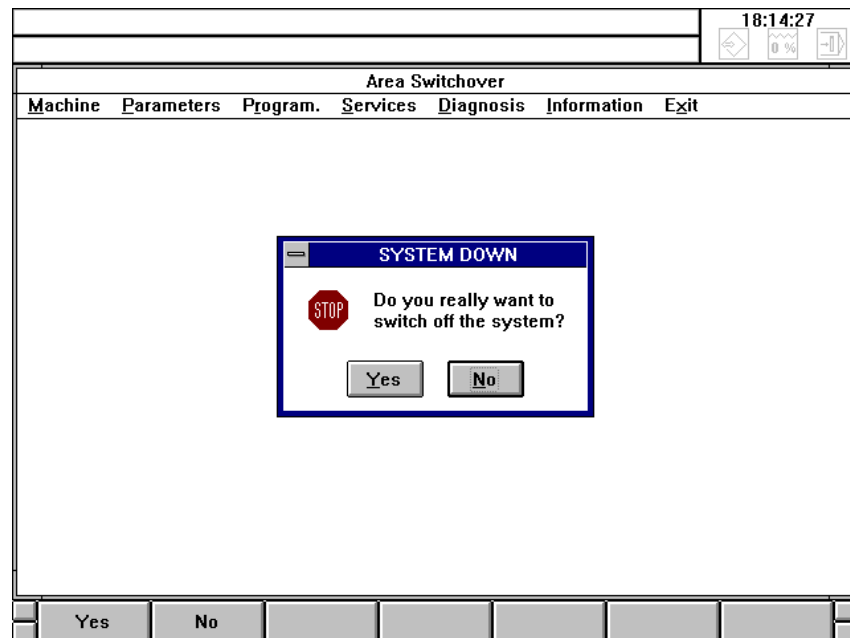 18:14:27
0 %
Area Switchover
Machine Parameters Program. Services Diagnosis Information Exit
SYSTEM DOWN
STOP
Do you really want to
switch off the system?
Yes No
Yes No